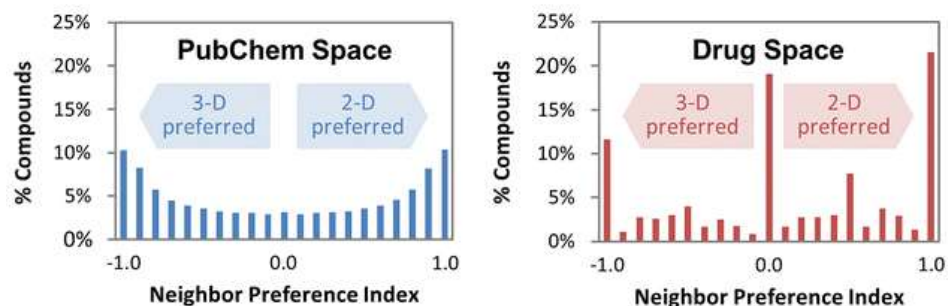 25%
20%
15%
10%
5%
0%
% Compounds
PubChem Space
3-D
preferred
2-D
preferred
-1.0
0.0
1.0
Neighbor Preference Index
25%
20%
15%
10%
5%
0%
% Compounds
Drug Space
3-D
preferred
2-D
preferred
-1.0
0.0
1.0
Neighbor Preference Index